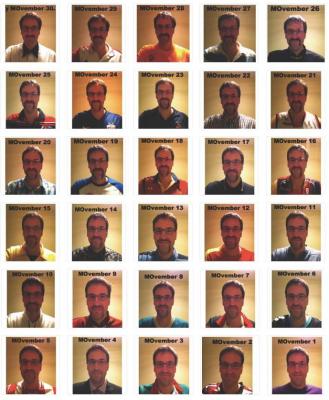 MOvember 30
MOvember 29
MOvember 28
MOvember 27
MOvember 26
MOvember 25
MOvember 24
MOvember 23
MOvember 22
MOvember 21
MOvember 20
MOvember 19
MOvember 18
MOvember 17
MOvember 16
MOvember 15
MOvember 14
MOvember 13
MOvember 12
MOvember 11
MOvember 10
MOvember 9
MOvember 8
MOvember 7
MOvember 6
MOvember 5
MOvember 4
MOvember 3
MOvember 2
MOvember 1